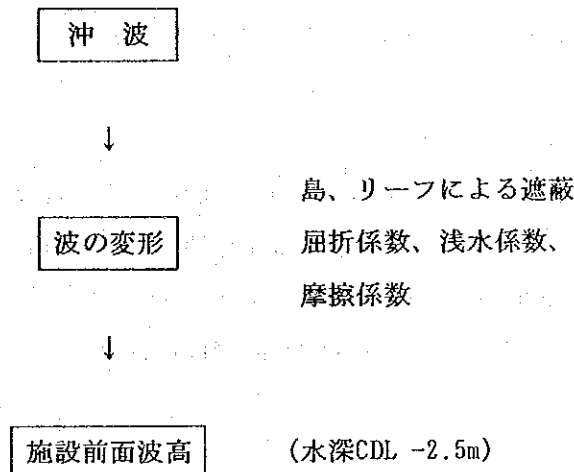 沖 波
↓
島、リーフによる遮蔽
波の変形 屈折係数、浅水係数、
摩擦係数
↓
施設前面波高 (水深CDL -2.5m)